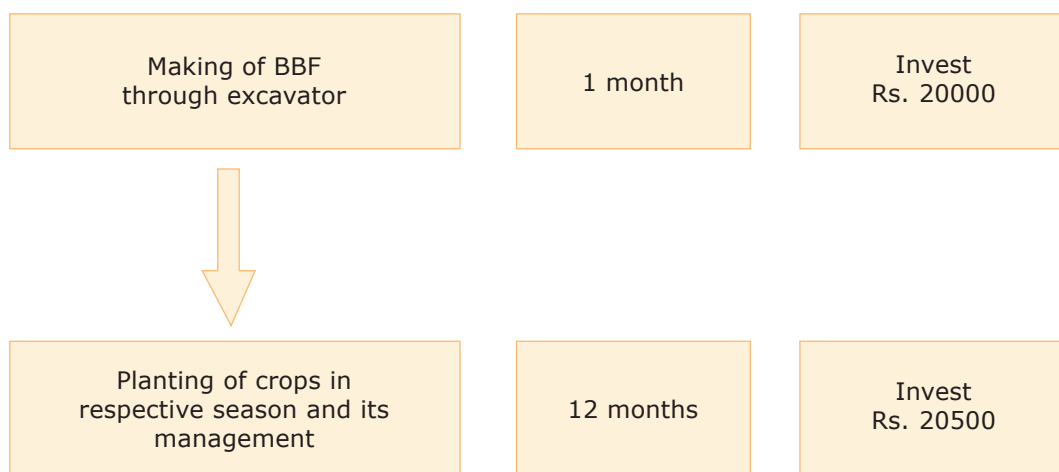 Making of BBF
through excavator
1 month
Invest
Rs. 20000
Planting of crops in
respective season and its
management
12 months
Invest
Rs. 20500